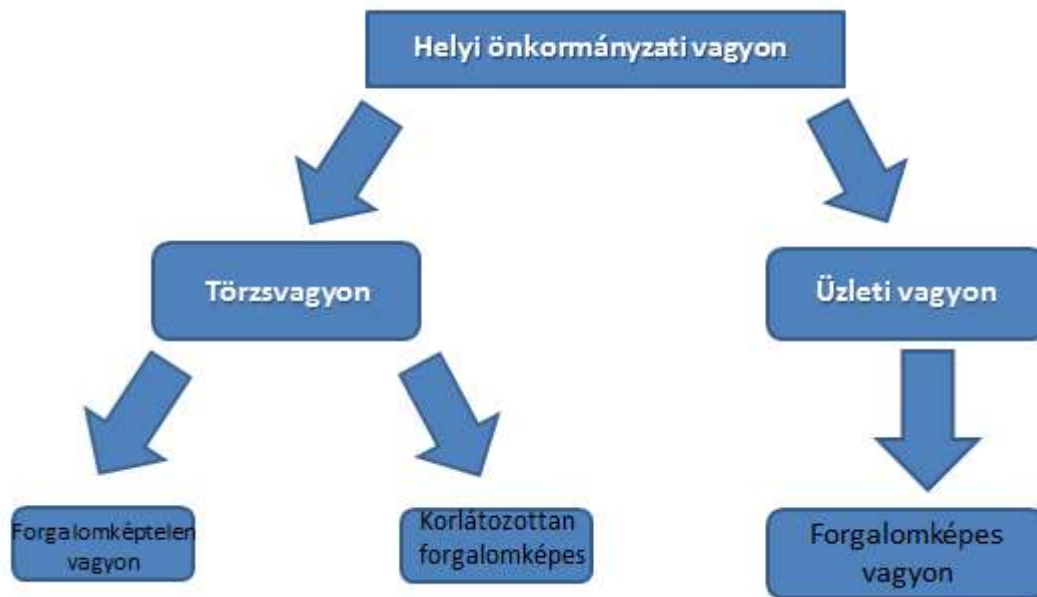 Helyi önkormányzati vagyon
Törzsvagyon
Üzleti vagyon
Forgalomképtelen
vagyon
Korlátozottan
forgalomképes
Forgalomképes
vagyon